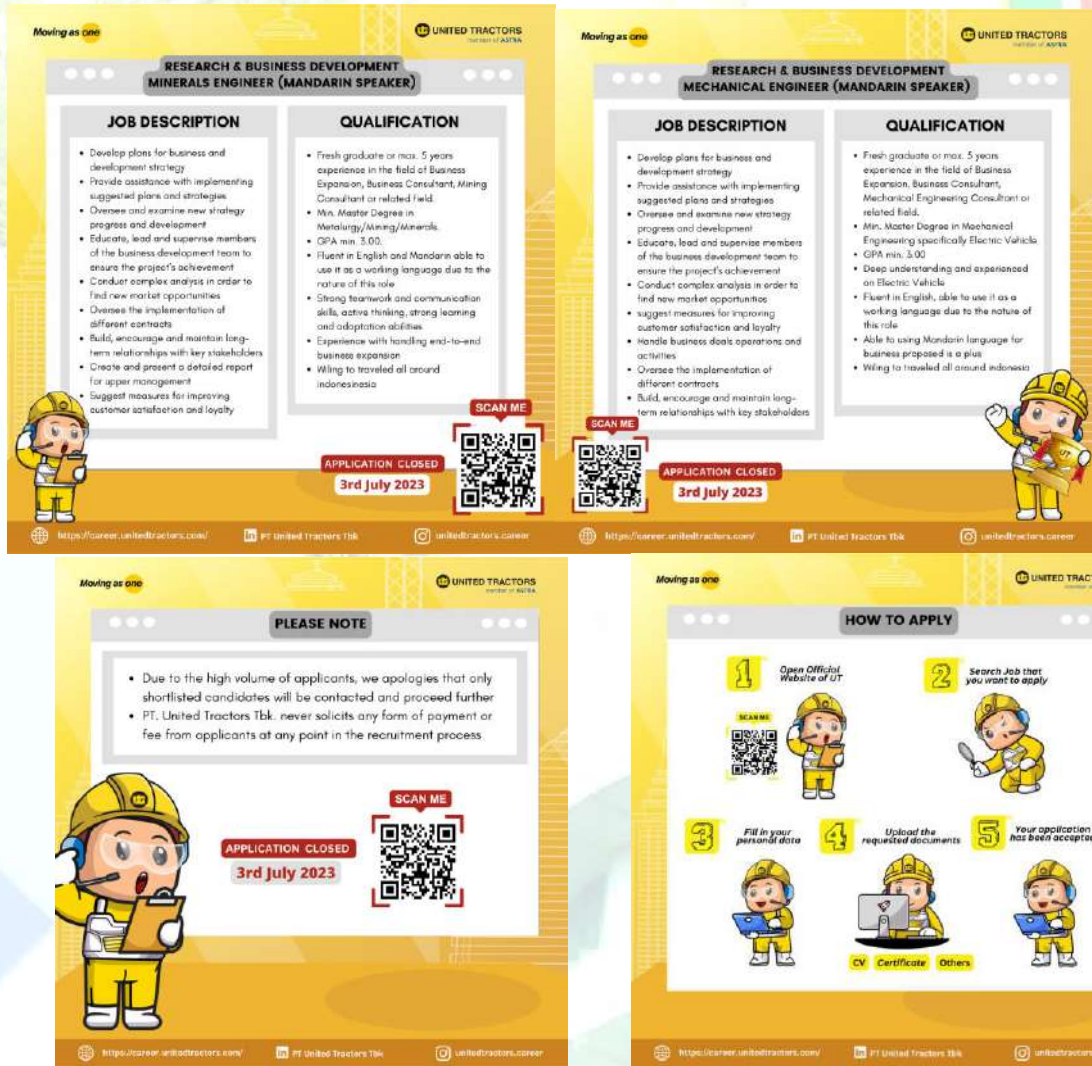 Moving as one
UNITED TRACTORS
member of ASTRA
RESEARCH & BUSINESS DEVELOPMENT
MINERALS ENGINEER (MANDARIN SPEAKER)
JOB DESCRIPTION
• Develop plans for business and
development strategy
• Provide assistance with implementing
suggested plans and strategies
• Oversee and examine new strategy
progress and development
• Educate, lead and supervise members
of the business development team to
ensure the project's achievement
• Conduct complex analysis in order to
find new market opportunities
• Oversee the implementation of
different contracts
• Build, encourage and maintain long-
term relationships with key stakeholders
• Create and present a detailed report
for upper management
• Suggest measures for improving
customer satisfaction and loyalty
QUALIFICATION
• Fresh graduate or max. 5 years
experience in the field of Business
Expansion, Business Consultant, Mining
Consultant or related field.
• Min. Master Degree in
Metalurgy/Mining/Minerals.
• GPA min. 3.00.
• Fluent in English and Mandarin able to
use it as a working language due to the
nature of this role
• Strong teamwork and communication
skills, active thinking, strong learning
and adaptation abilities
• Experience with handling end-to-end
business expansion
• Wiling to traveled all around
indonesinesia
SCAN ME
APPLICATION CLOSED
3rd July 2023
https://career.unitedtractors.com/
PT United Tractors Tbk
unitedtractors.career
Moving as one
UNITED TRACTORS
member of ASTRA
RESEARCH & BUSINESS DEVELOPMENT
MECHANICAL ENGINEER (MANDARIN SPEAKER)
JOB DESCRIPTION
• Develop plans for business and
development strategy
• Provide assistance with implementing
suggested plans and strategies
• Oversee and examine new strategy
progress and development
• Educate, lead and supervise members
of the business development team to
ensure the project's achievement
• Conduct complex analysis in order to
find new market opportunities
• suggest measures for improving
customer satisfaction and loyalty
• Handle business deals operations and
activities
• Oversee the implementation of
different contracts
• Build, encourage and maintain long-
term relationships with key stakeholders
QUALIFICATION
• Fresh graduate or max. 5 years
experience in the field of Business
Expansion, Business Consultant,
Mechanical Engineering Consultant or
related field.
• Min. Master Degree in Mechanical
Engineering specifically Electric Vehicle
• GPA min. 3.00
• Deep understanding and experienced
on Electric Vehicle
• Fluent in English, able to use it as a
working language due to the nature of
this role
• Able to using Mandarin language for
business proposed is a plus
• Wiling to traveled all around indonesia
UT
SCAN ME
APPLICATION CLOSED
3rd July 2023
https://career.unitedtractors.com/
PT United Tractors Tbk
unitedtractors.career
Moving as one
UNITED TRACTORS
member of ASTRA
PLEASE NOTE
• Due to the high volume of applicants, we apologies that only
shortlisted candidates will be contacted and proceed further
• PT. United Tractors Tbk. never solicits any form of payment or
fee from applicants at any point in the recruitment process
SCAN ME
APPLICATION CLOSED
3rd July 2023
https://career.unitedtractors.com/
PT United Tractors Tbk
unitedtractors.career
Moving as one
UNITED TRACT
HOW TO APPLY
1
Open Official
Website of UT
SCAN ME
2
Search Job that
you want to apply
3
Fill in your
personal data
4
Upload the
requested documents
CV Certificate Others
5
Your application
has been accepted
https://career.unitedtractors.com/
PT United Tractors Tbk
unitedtractors